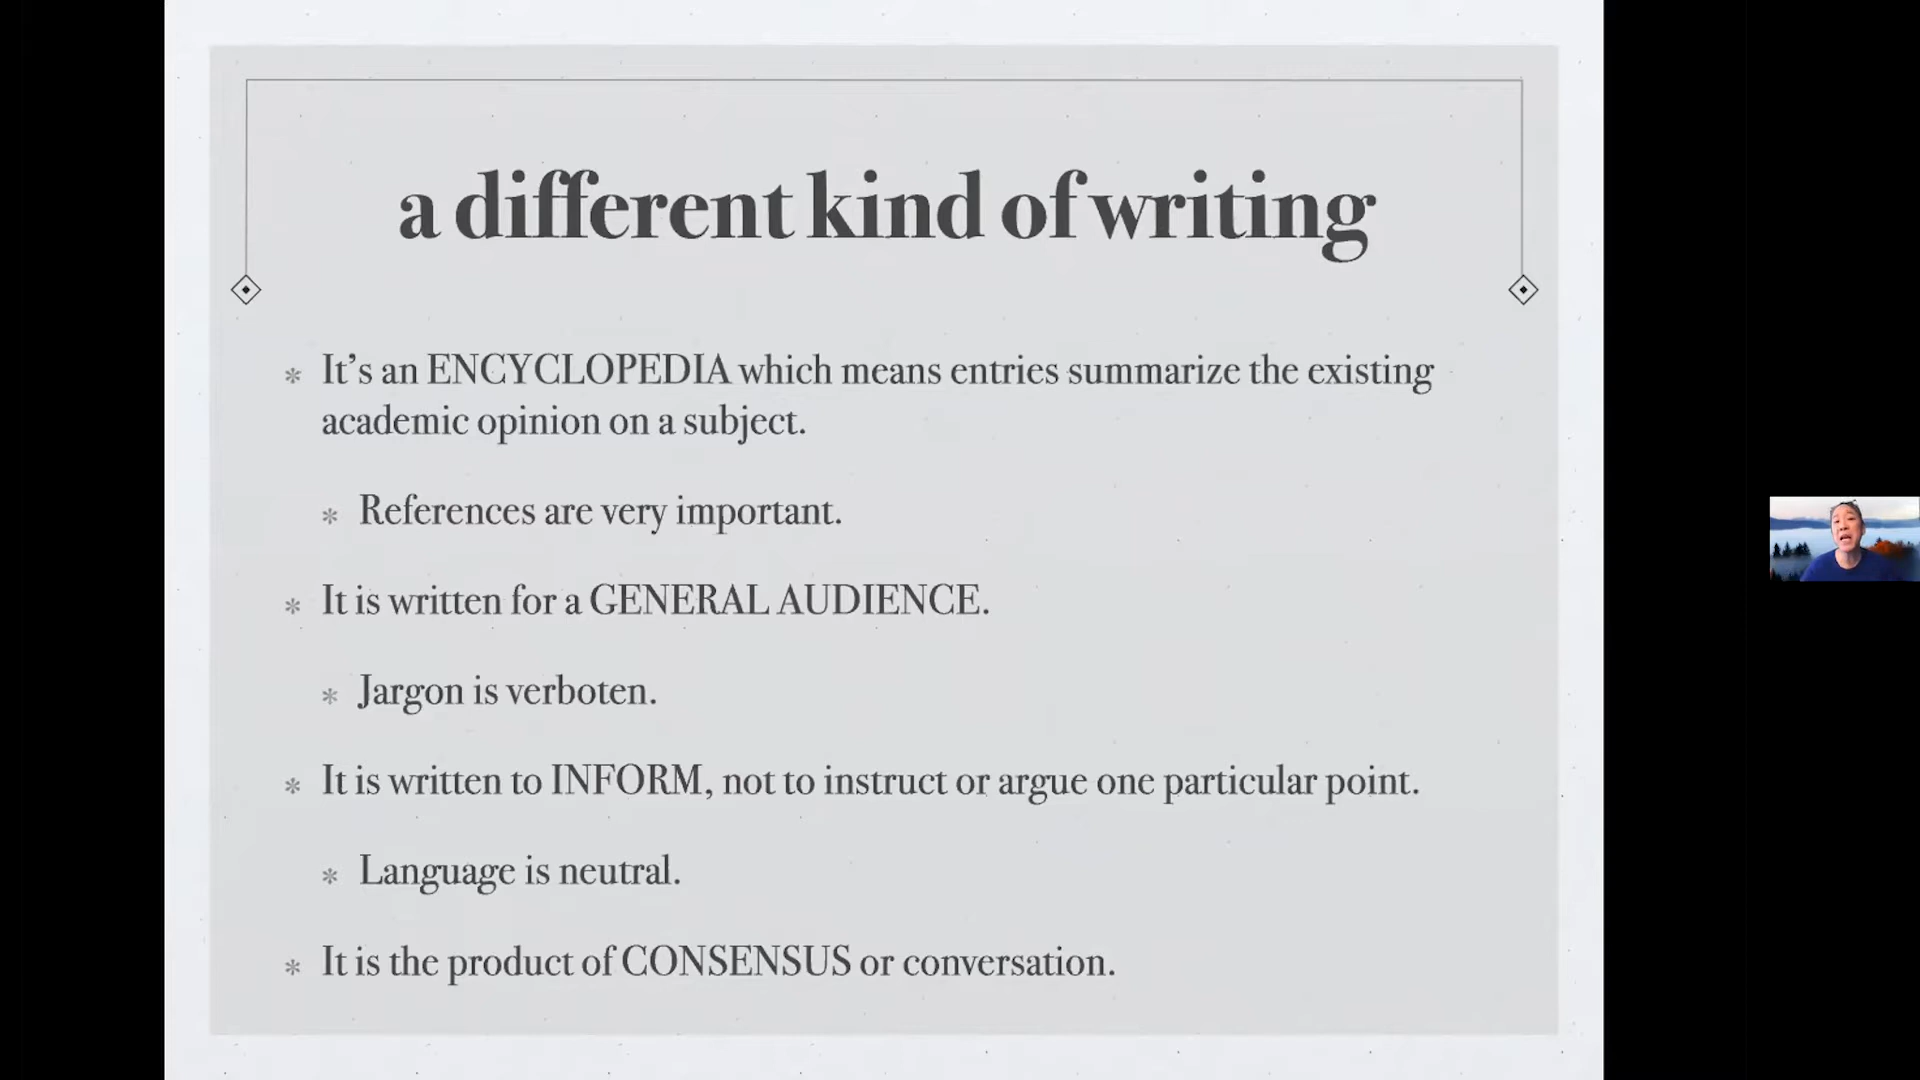 a different kind of writing
* It's an ENCYCLOPEDIA which means entries summarize the existing
academic opinion on a subject.
* References are very important.
* It is written for a GENERAL AUDIENCE.
* Jargon is verboten.
* It is written to INFORM, not to instruct or argue one particular point.
* Language is neutral.
* It is the product of CONSENSUS or conversation.